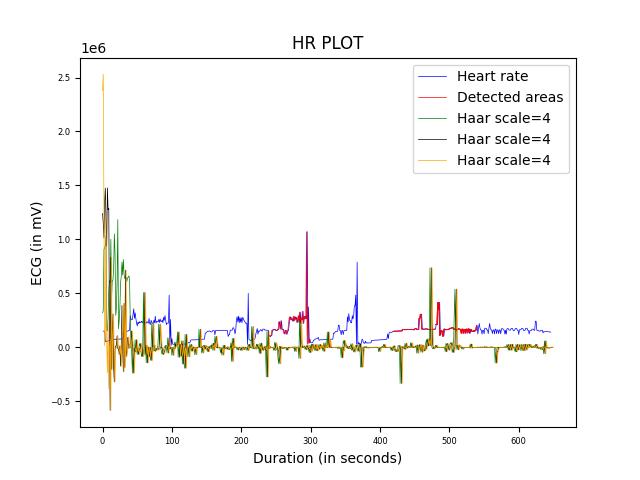 HR PLOT
1e6
Heart rate
Detected areas
Haar scale=4
Haar scale=4
Haar scale=4
2.5
2.0
1.5
1.0
0.5
0.0
−0.5
ECG (in mV)
0 100 200 300 400 500 600
Duration (in seconds)